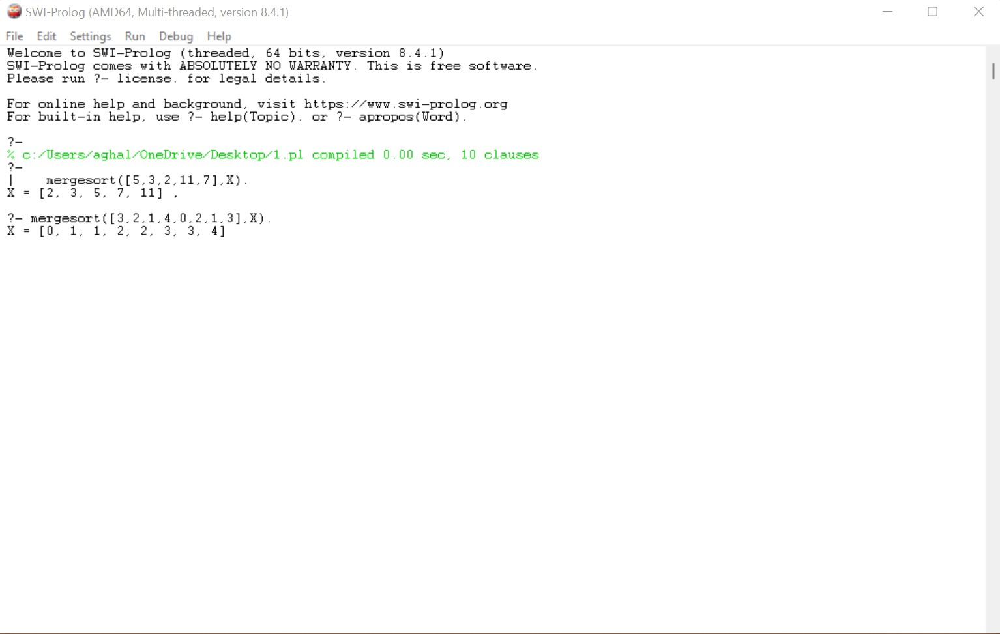 SWI-Prolog (AMD64, Multi-threaded, version 8.4.1)
File Edit Settings Run Debug Help
Welcome to SWI-Prolog (threaded, 64 bits, version 8.4.1)
SWI-Prolog comes with ABSOLUTELY NO WARRANTY. This is free software.
Please run ?- license. for legal details.
For online help and background, visit https://www.swi-prolog.org
For built-in help, use ?- help(Topic). or ?- apropos(Word).
?-
% c:/Users/aghal/OneDrive/Desktop/1.pl compiled 0.00 sec, 10 clauses
?-
|     mergesort([5,3,2,11,7],X).
X = [2, 3, 5, 7, 11] .
?- mergesort([3,2,1,4,0,2,1,3],X).
X = [0, 1, 1, 2, 2, 3, 3, 4]